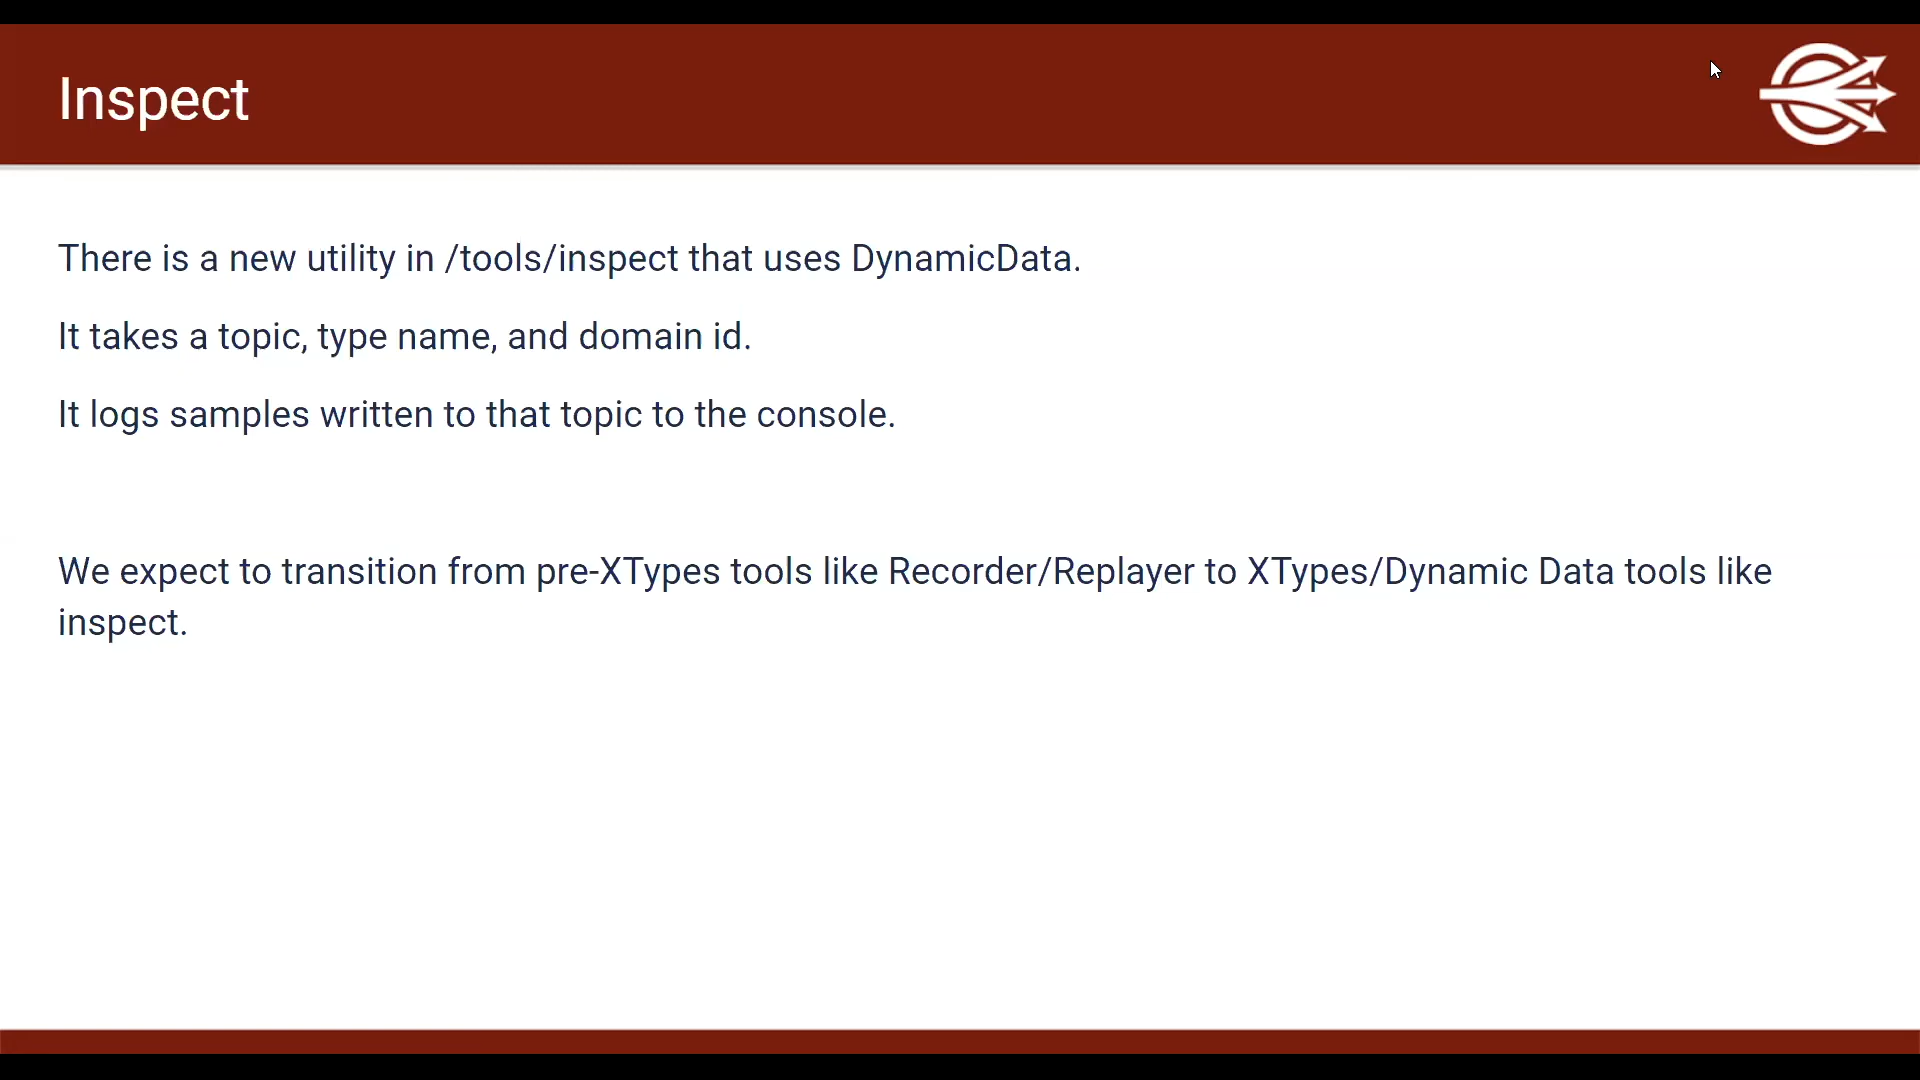 Inspect
There is a new utility in /tools/inspect that uses DynamicData.
It takes a topic, type name, and domain id.
It logs samples written to that topic to the console.
We expect to transition from pre-XTypes tools like Recorder/Replayer to XTypes/Dynamic Data tools like
inspect.